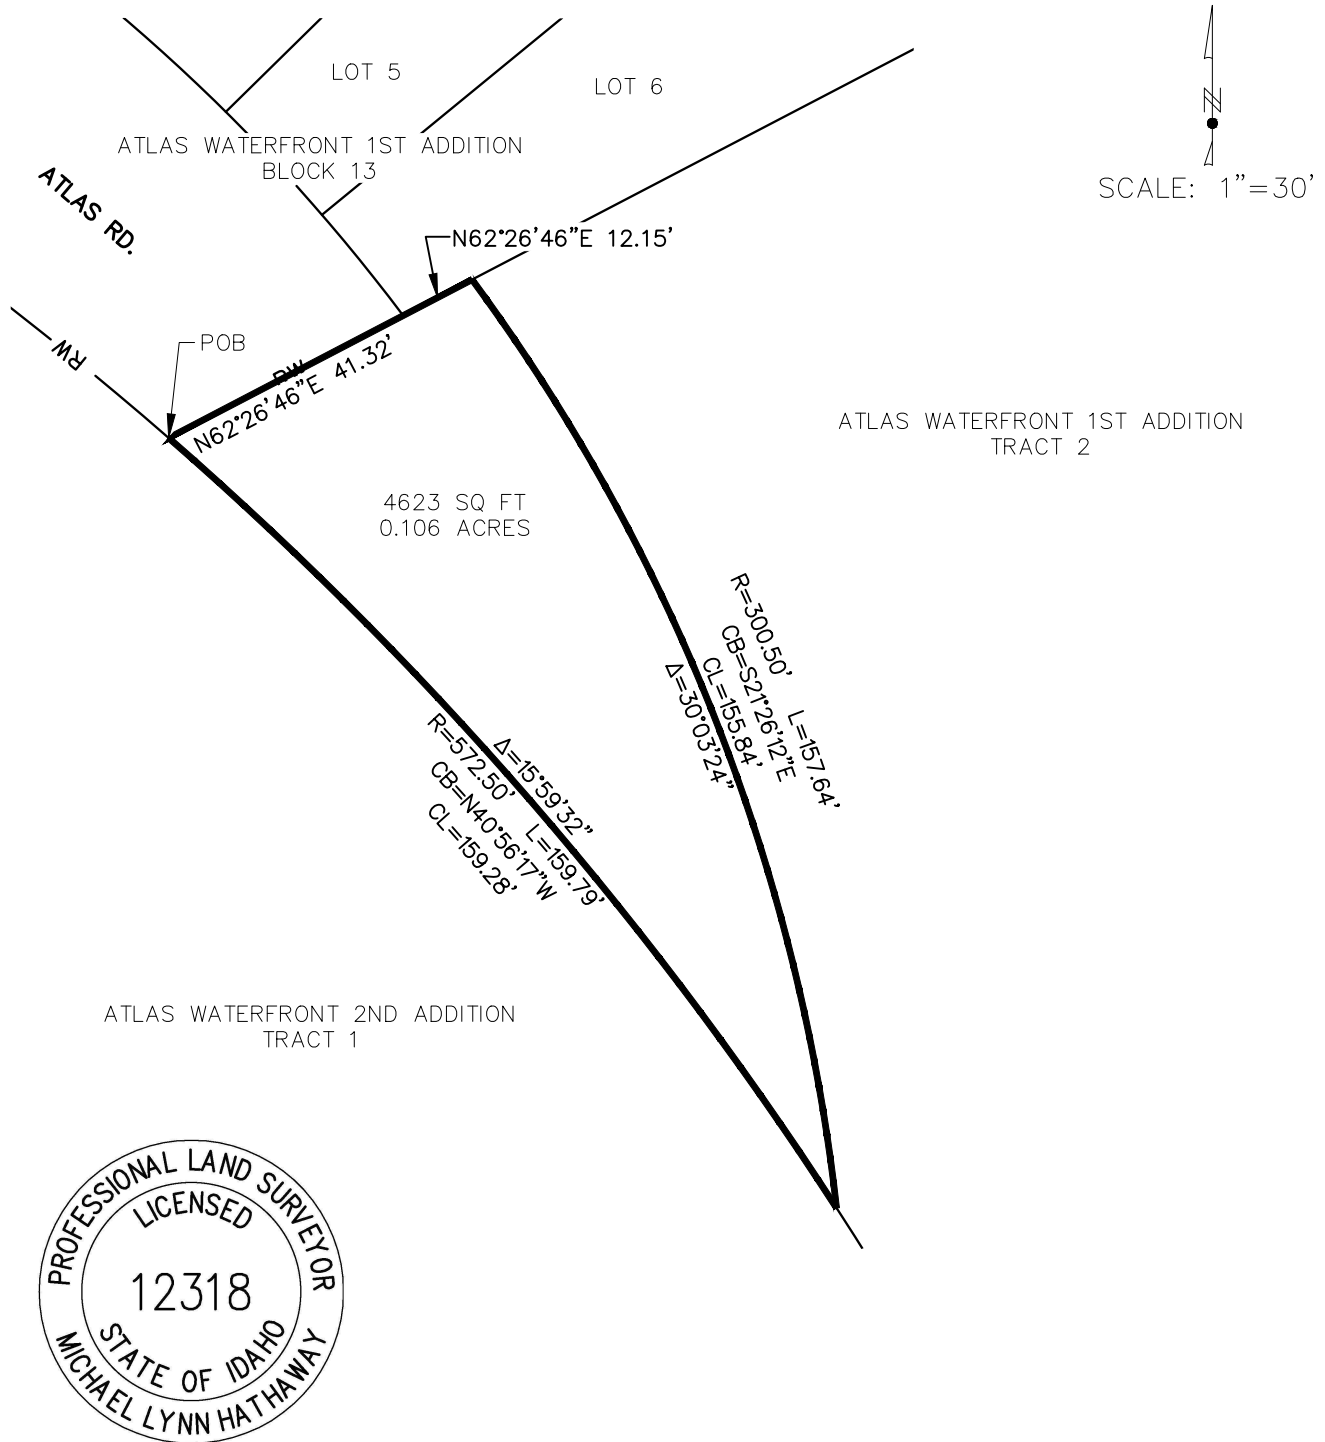 LOT 5
LOT 6
ATLAS WATERFRONT 1ST ADDITION
BLOCK 13
SCALE: 1"=30'
ATLAS RD.
N62°26'46"E 12.15'
POB
RW
RW
N62°26'46"E 41.32'
ATLAS WATERFRONT 1ST ADDITION
TRACT 2
4623 SQ FT
0.106 ACRES
R=300.50' L=157.64'
CB=S21°26'12"E
CL=155.84'
Δ=30°03'24"
Δ=15°59'32"
R=572.50' L=159.79'
CB=N40°56'17"W
CL=159.28'
ATLAS WATERFRONT 2ND ADDITION
TRACT 1
PROFESSIONAL LAND SURVEYOR
LICENSED
12318
STATE OF IDAHO
MICHAEL LYNN HATHAWAY
N